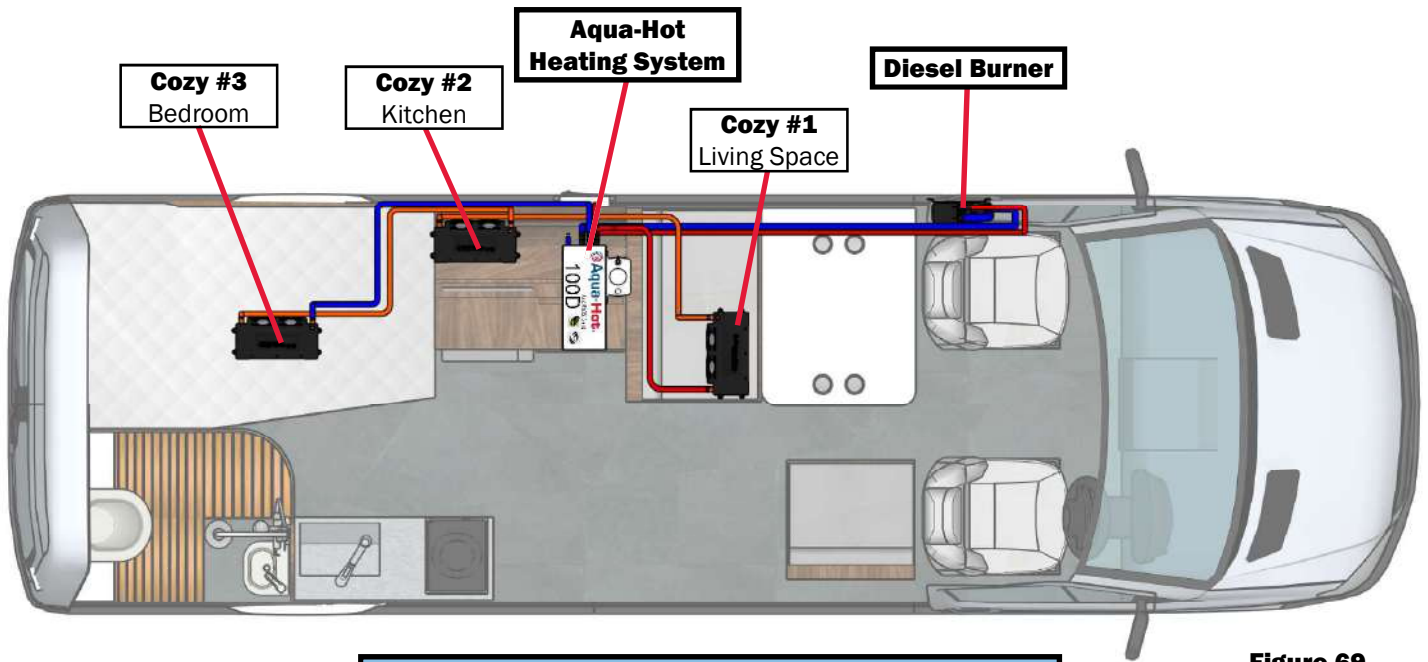 Aqua-Hot
Heating System
Diesel Burner
Cozy #3
Bedroom
Cozy #2
Kitchen
Cozy #1
Living Space
Aqua-Hot
100D
Figure 69